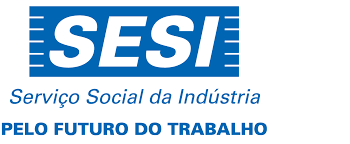 SESI
Serviço Social da Indústria
PELO FUTURO DO TRABALHO